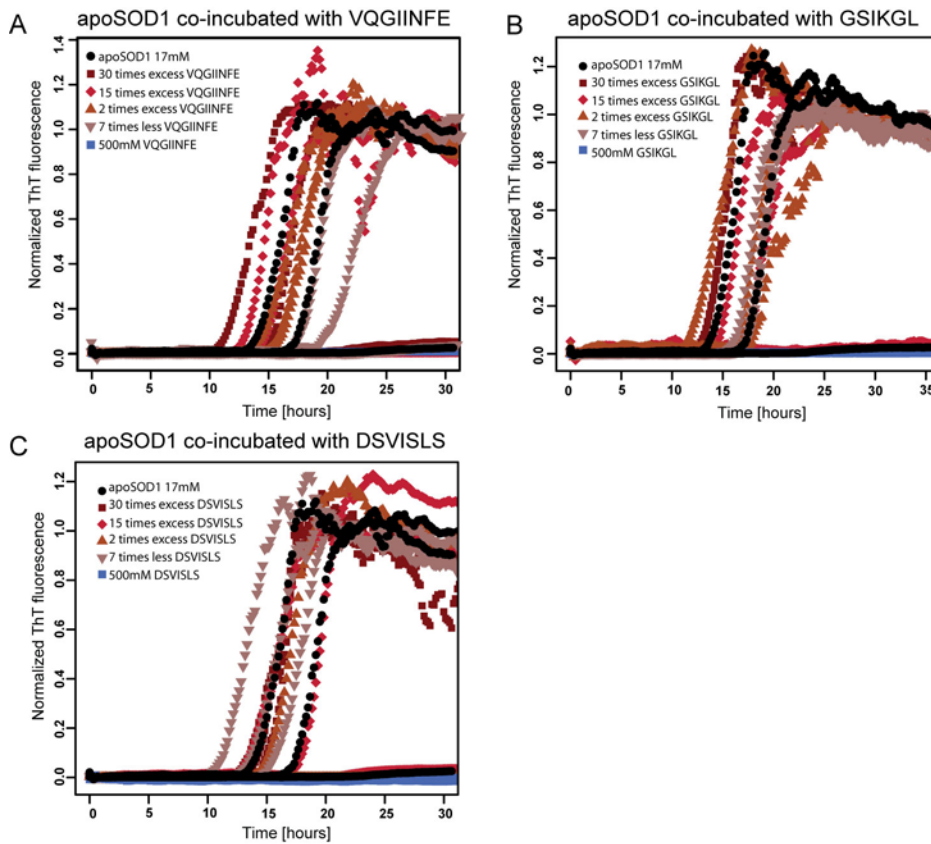 A
apoSOD1 co-incubated with VQGIINFE
Normalized ThT fluorescence
1.4
1.2
1.0
0.8
0.6
0.4
0.2
0.0
apoSOD1 17mM
30 times excess VQGIINFE
15 times excess VQGIINFE
2 times excess VQGIINFE
7 times less VQGIINFE
500mM VQGIINFE
0 5 10 15 20 25 30
Time [hours]
B
apoSOD1 co-incubated with GSIKGL
Normalized ThT fluorescence
1.2
1.0
0.8
0.6
0.4
0.2
0.0
apoSOD1 17mM
30 times excess GSIKGL
15 times excess GSIKGL
2 times excess GSIKGL
7 times less GSIKGL
500mM GSIKGL
0 5 10 15 20 25 30 35
Time [hours]
C
apoSOD1 co-incubated with DSVISLS
Normalized ThT fluorescence
1.2
1.0
0.8
0.6
0.4
0.2
0.0
apoSOD1 17mM
30 times excess DSVISLS
15 times excess DSVISLS
2 times excess DSVISLS
7 times less DSVISLS
500mM DSVISLS
0 5 10 15 20 25 30
Time [hours]